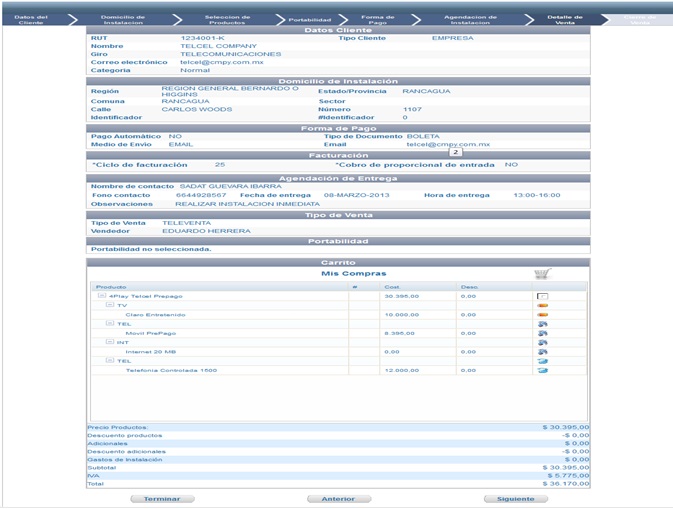 Datos del Cliente
Domicilio de Instalacion
Seleccion de Productos
Portabilidad
Forma de Pago
Agendacion de Instalacion
Detalle de Venta
Datos Cliente
RUT 1234001-K Tipo Cliente EMPRESA
Nombre TELCEL COMPANY
Giro TELECOMUNICACIONES
Correo electrónico telcel@cmpy.com.mx
Categoria Normal
Domicilio de Instalación
Región REGION GENERAL BERNARDO O HIGGINS Estado/Provincia RANCAGUA
Comuna RANCAGUA Sector
Calle CARLOS WOODS Número 1107
Identificador #Identificador 0
Forma de Pago
Pago Automático NO Tipo de Documento BOLETA
Medio de Envio EMAIL Email telcel@cmpy.com.mx
2
Facturación
*Ciclo de facturación 25 *Cobro de proporcional de entrada NO
Agendación de Entrega
Nombre de contacto SADAT GUEVARA IBARRA
Fono contacto 6644928567 Fecha de entrega 08-MARZO-2013 Hora de entrega 13:00-16:00
Observaciones REALIZAR INSTALACION INMEDIATA
Tipo de Venta
Tipo de Venta TELEVENTA
Vendedor EDUARDO HERRERA
Portabilidad
Portabilidad no seleccionada.
Carrito
Mis Compras
Producto # Cost. Desc.
4Play Telcel Prepago 30.395,00 0,00
TV
Claro Entretenido 10.000,00 0,00
TEL
Movil PrePago 8.395,00 0,00
INT
Internet 20 MB 0,00 0,00
TEL
Telefonia Controlada 1500 12.000,00 0,00
Precio Productos: $ 30.395,00
Descuento productos -$ 0,00
Adicionales $ 0,00
Descuento adicionales -$ 0,00
Gastos de Instalación $ 0,00
Subtotal $ 30.395,00
IVA $ 5.775,00
Total $ 36.170,00
Terminar Anterior Siguiente